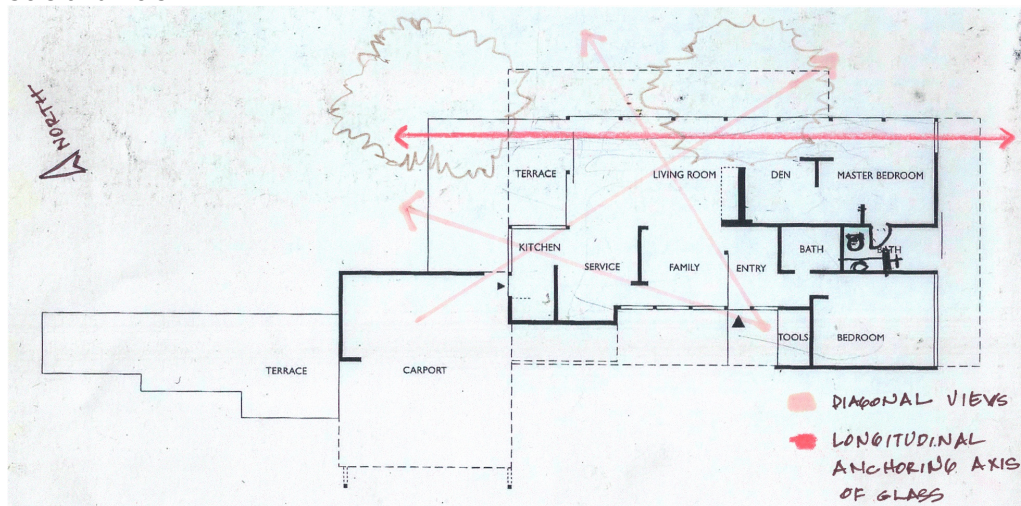 NORTH
TERRACE
LIVING ROOM
DEN
MASTER BEDROOM
KITCHEN
SERVICE
FAMILY
ENTRY
BATH
BATH
TOOLS
BEDROOM
TERRACE
CARPORT
DIAGONAL VIEWS
LONGITUDINAL
ANCHORING AXIS
OF GLASS